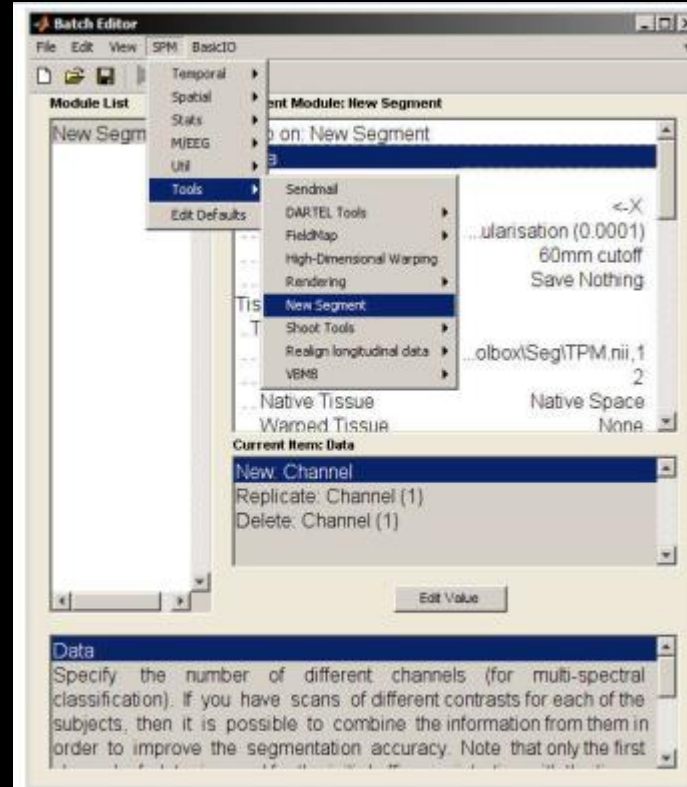 Batch Editor
File Edit View SPM BasicIO
Temporal
Spatial
Stats
M/EEG
Util
Tools
Edit Defaults
Sendmail
DARTEL Tools
FieldMap
High-Dimensional Warping
Rendering
New Segment
Shoot Tools
Realign longitudinal data
VBM8
Module List
New Segm
ent Module: New Segment
on: New Segment
<-X
...ularisation (0.0001)
60mm cutoff
Save Nothing
Tis
...olbox\Seg\TPM.nii,1
2
Native Tissue Native Space
Warped Tissue None
Current Item: Data
New: Channel
Replicate: Channel (1)
Delete: Channel (1)
Edit Value
Data
Specify the number of different channels (for multi-spectral
classification). If you have scans of different contrasts for each of the
subjects, then it is possible to combine the information from them in
order to improve the segmentation accuracy. Note that only the first